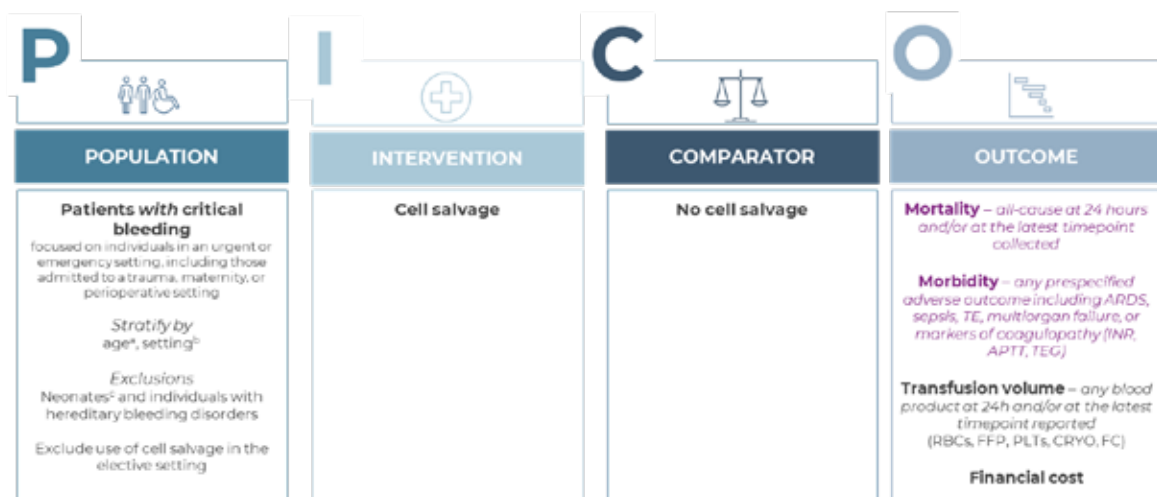 P
I
C
O
POPULATION
INTERVENTION
COMPARATOR
OUTCOME
Patients with critical
bleeding
focused on individuals in an urgent or
emergency setting, including those
admitted to a trauma, maternity, or
perioperative setting
Stratify by
ageᵃ, settingᵇ
Exclusions
Neonatesᶜ and individuals with
hereditary bleeding disorders
Exclude use of cell salvage in the
elective setting
Cell salvage
No cell salvage
Mortality – all-cause at 24 hours
and/or at the latest timepoint
collected
Morbidity – any prespecified
adverse outcome including ARDS,
sepsis, TE, multiorgan failure, or
markers of coagulopathy (INR,
APTT, TEG)
Transfusion volume – any blood
product at 24h and/or at the latest
timepoint reported
(RBCs, FFP, PLTs, CRYO, FC)
Financial cost